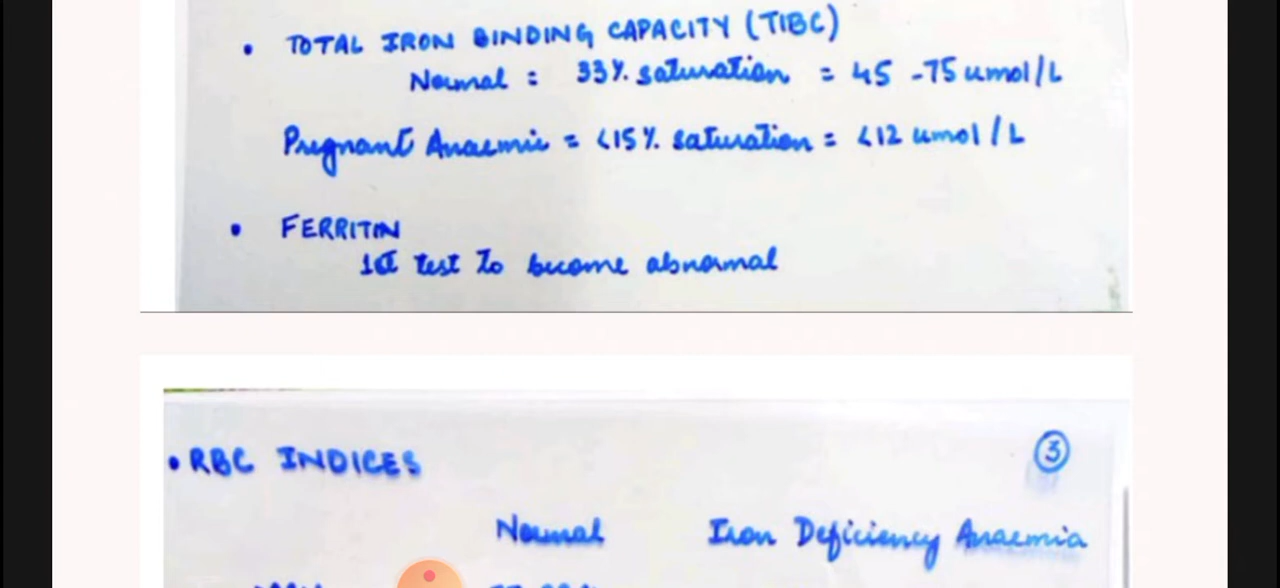 • TOTAL IRON BINDING CAPACITY (TIBC)
Normal = 33% saturation = 45 -75 umol/L
Pregnant Anaemic = <15% saturation = <12 umol/L
• FERRITIN
1st test to become abnormal
3
• RBC INDICES
Normal Iron Deficiency Anaemia